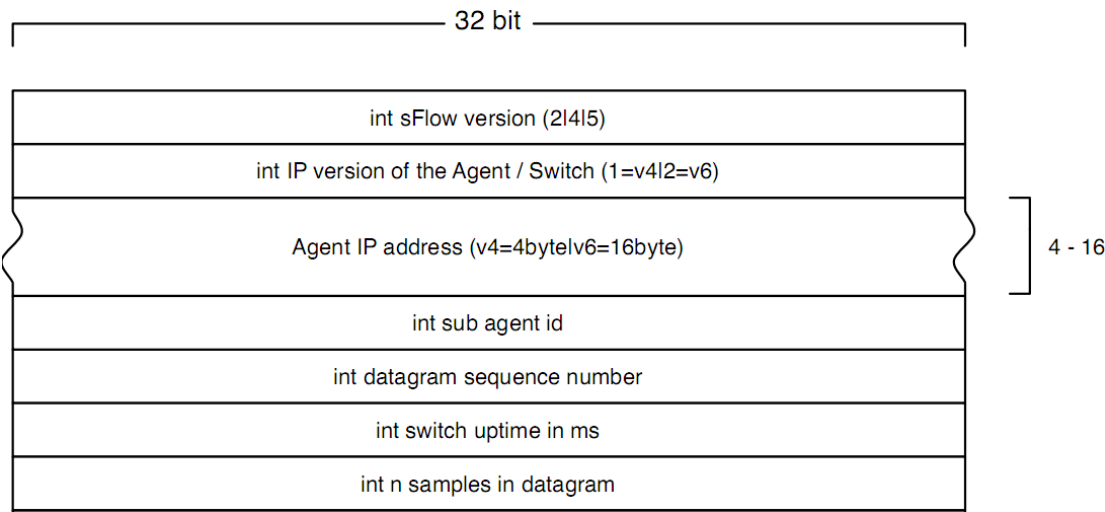 32 bit
int sFlow version (2|4|5)
int IP version of the Agent / Switch (1=v4|2=v6)
Agent IP address (v4=4byte|v6=16byte)
4 - 16
int sub agent id
int datagram sequence number
int switch uptime in ms
int n samples in datagram